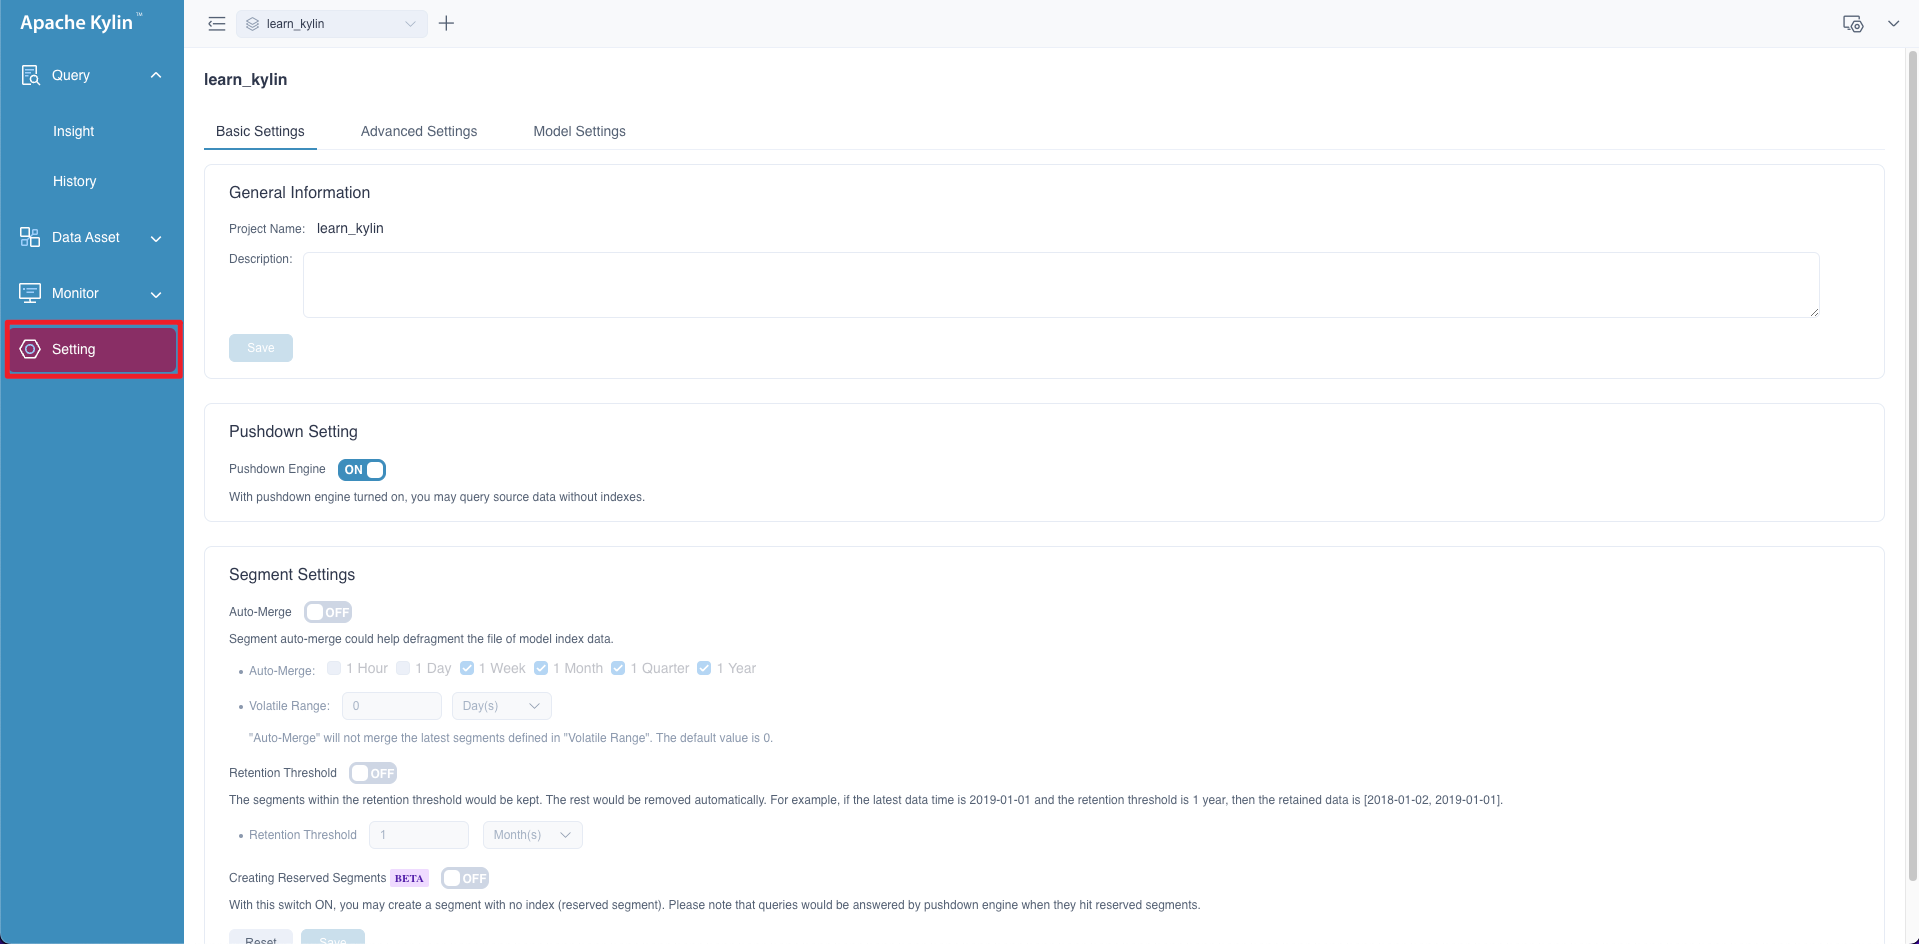 Apache Kylin™
learn_kylin
Query
Insight
History
Data Asset
Monitor
Setting
learn_kylin
Basic Settings Advanced Settings Model Settings
General Information
Project Name: learn_kylin
Description:
Save
Pushdown Setting
Pushdown Engine ON
With pushdown engine turned on, you may query source data without indexes.
Segment Settings
Auto-Merge OFF
Segment auto-merge could help defragment the file of model index data.
• Auto-Merge: 1 Hour 1 Day 1 Week 1 Month 1 Quarter 1 Year
• Volatile Range: 0 Day(s)
"Auto-Merge" will not merge the latest segments defined in "Volatile Range". The default value is 0.
Retention Threshold OFF
The segments within the retention threshold would be kept. The rest would be removed automatically. For example, if the latest data time is 2019-01-01 and the retention threshold is 1 year, then the retained data is [2018-01-02, 2019-01-01].
• Retention Threshold 1 Month(s)
Creating Reserved Segments BETA OFF
With this switch ON, you may create a segment with no index (reserved segment). Please note that queries would be answered by pushdown engine when they hit reserved segments.
Reset Save